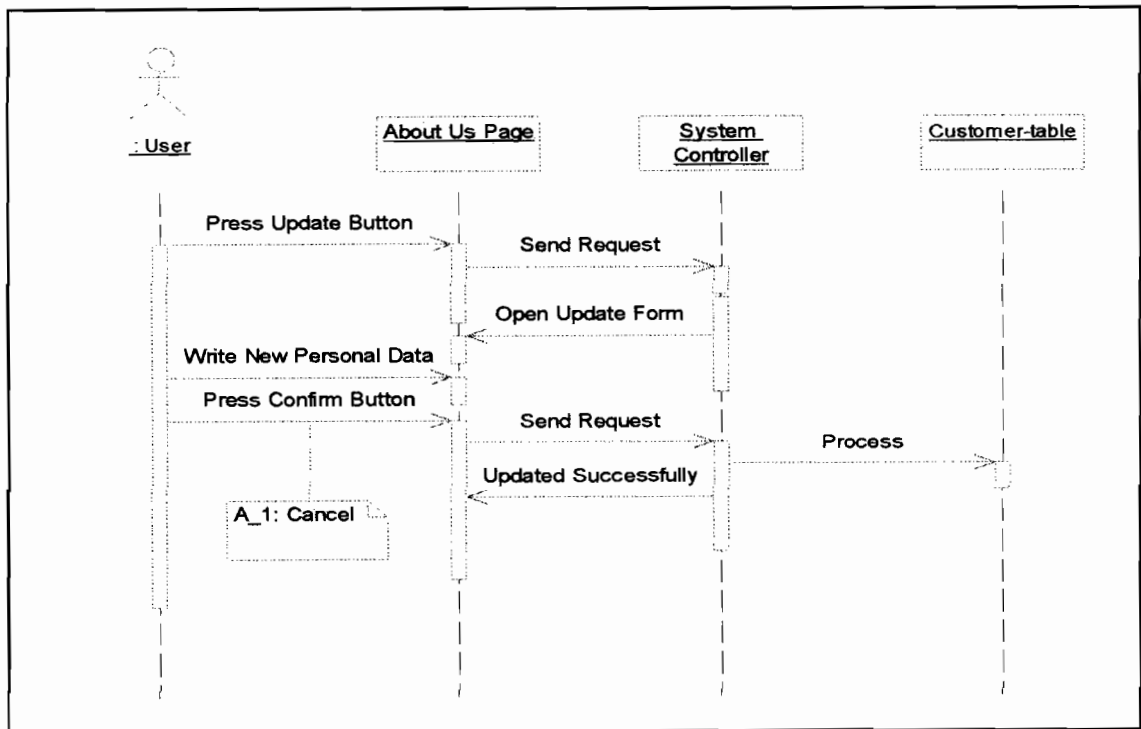 : User
About Us Page
System
Controller
Customer-table
Press Update Button
Send Request
Open Update Form
Write New Personal Data
Press Confirm Button
Send Request
Process
Updated Successfully
A_1: Cancel